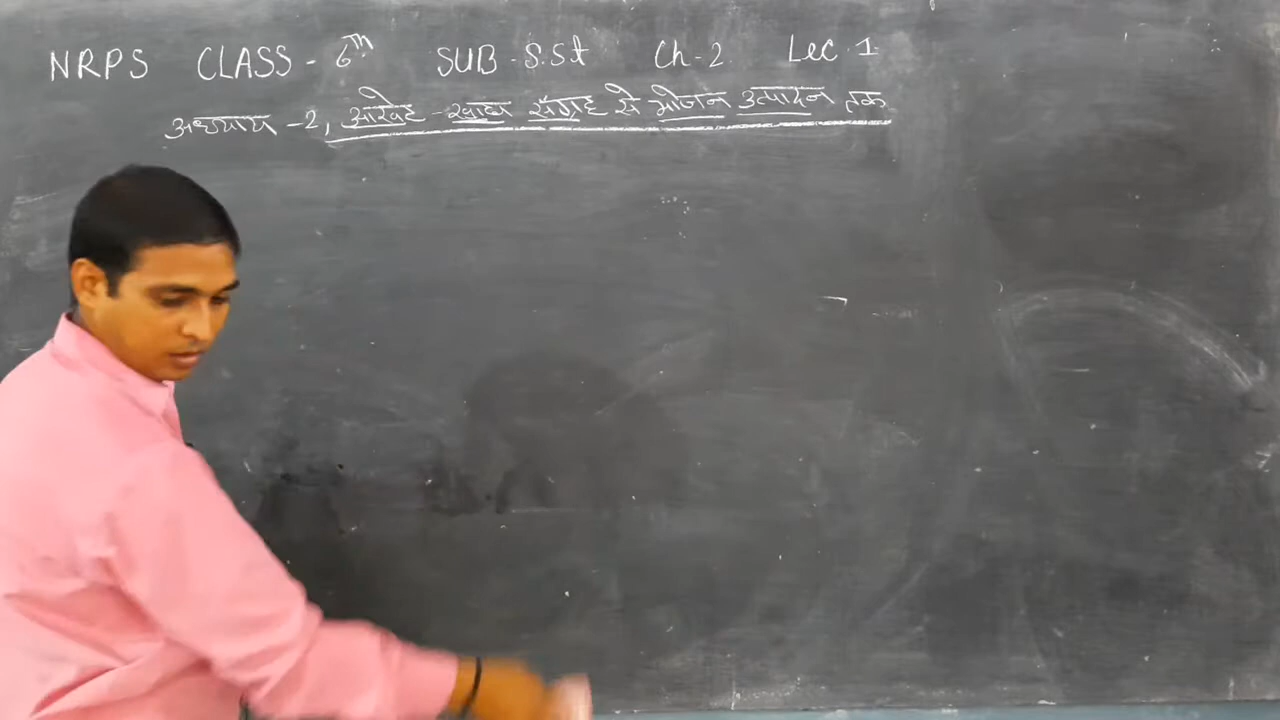 NRPS CLASS - 6th SUB - S.St Ch-2 Lec 1
अध्याय -2, आखेट -खाद्य संग्रह से भोजन उत्पादन तक